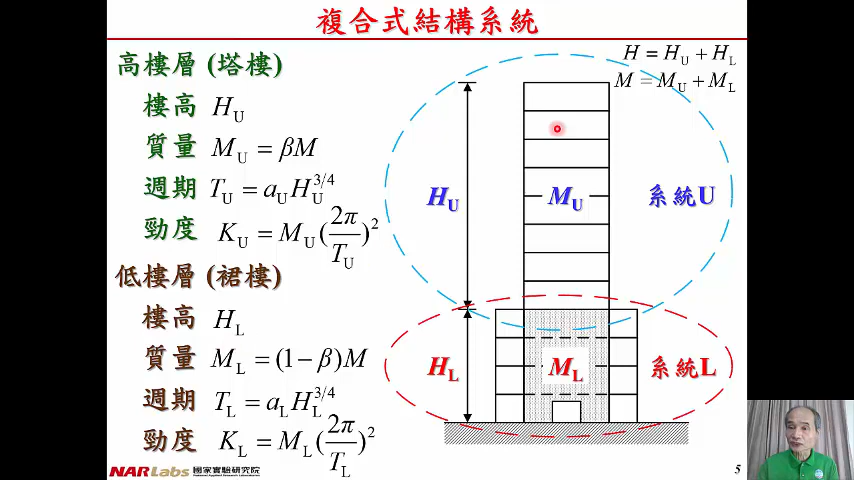 複合式結構系統
高樓層 (塔樓)
樓高 H_U
質量 M_U = βM
週期 T_U = a_U H_U^{3/4}
勁度 K_U = M_U(2π/T_U)^2
低樓層 (裙樓)
樓高 H_L
質量 M_L = (1−β)M
週期 T_L = a_L H_L^{3/4}
勁度 K_L = M_L(2π/T_L)^2
H = H_U + H_L
M = M_U + M_L
H_U
M_U
系統U
H_L
M_L
系統L
NARLabs 國家實驗研究院
5